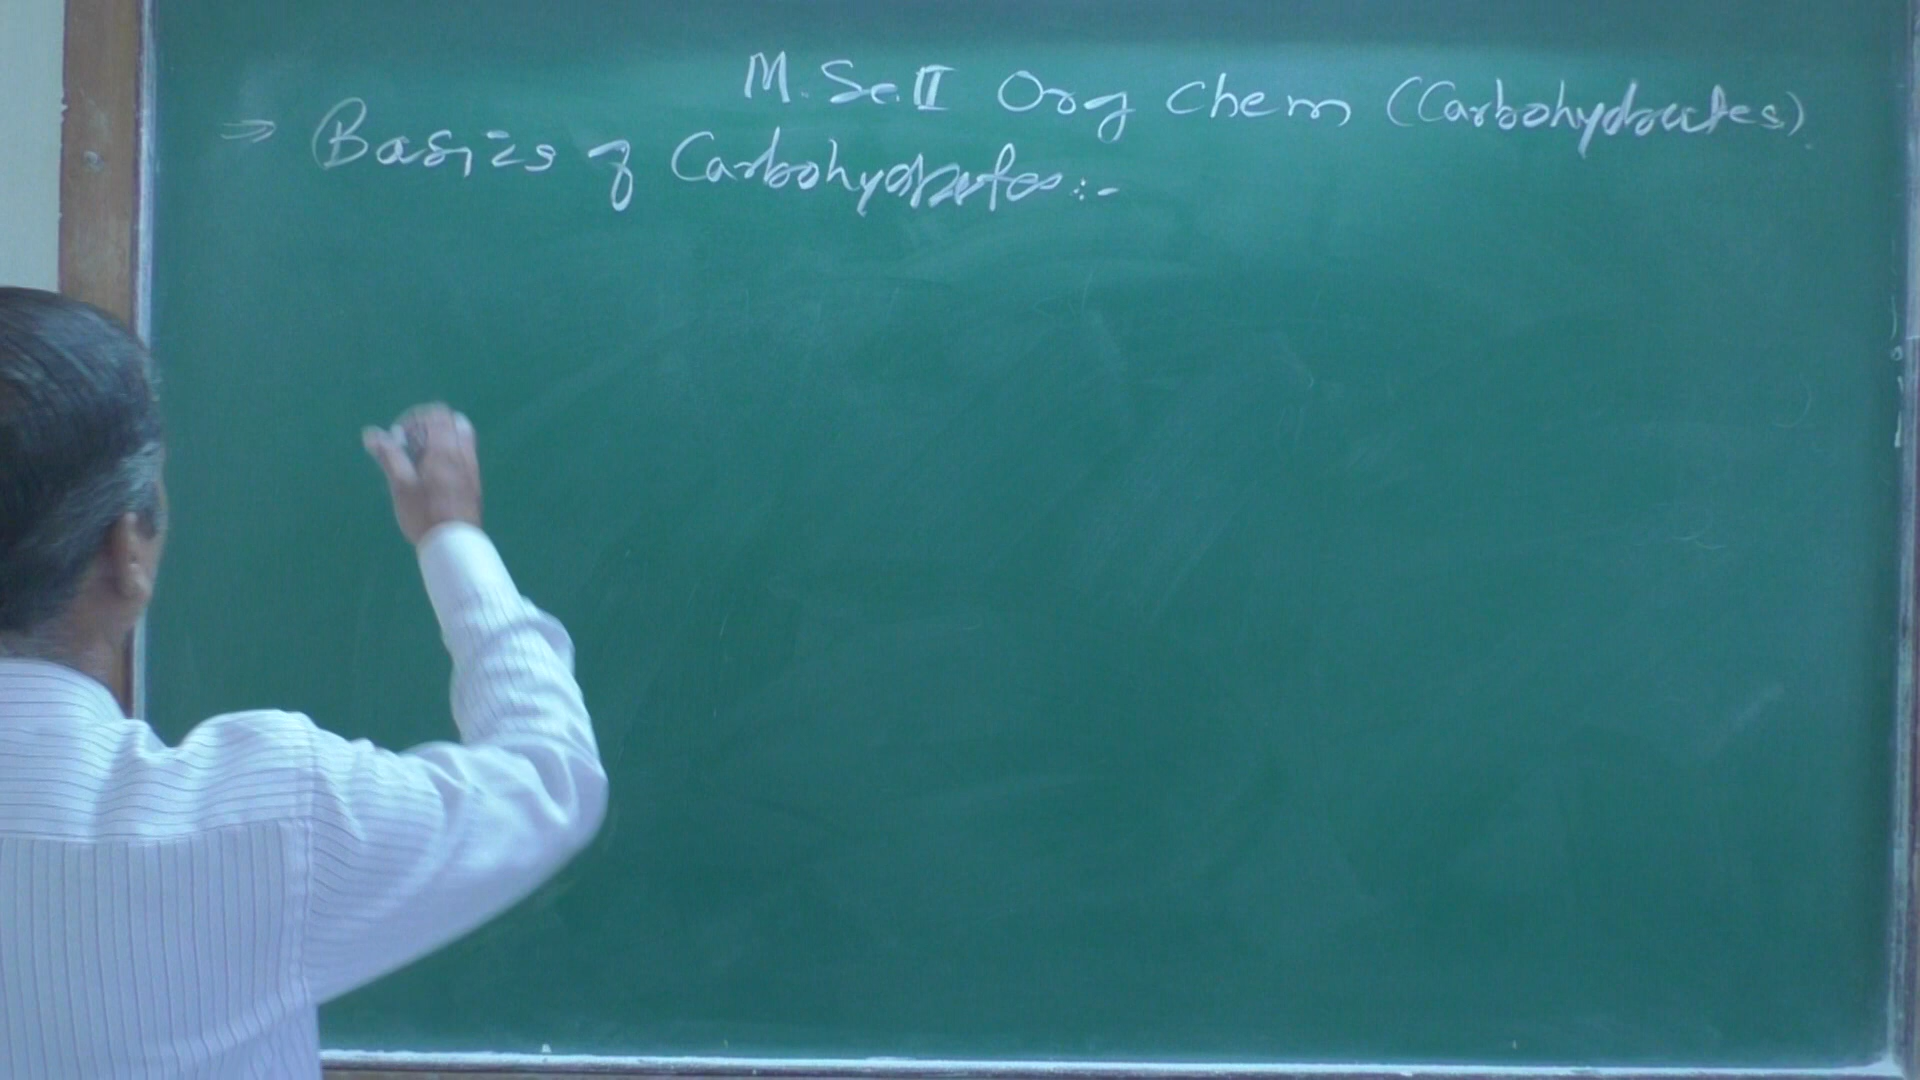 M.Sc.II Org Chem (Carbohydrates)
⇒ Basics of Carbohydrates:-